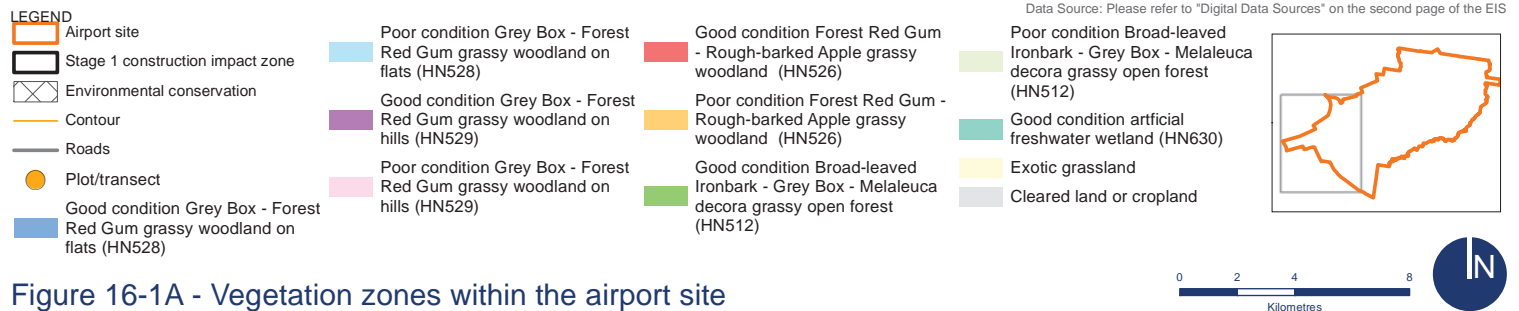 Data Source: Please refer to "Digital Data Sources" on the second page of the EIS
LEGEND
Airport site
Stage 1 construction impact zone
Environmental conservation
Contour
Roads
Plot/transect
Good condition Grey Box - Forest
Red Gum grassy woodland on
flats (HN528)
Poor condition Grey Box - Forest
Red Gum grassy woodland on
flats (HN528)
Good condition Grey Box - Forest
Red Gum grassy woodland on
hills (HN529)
Poor condition Grey Box - Forest
Red Gum grassy woodland on
hills (HN529)
Good condition Forest Red Gum
- Rough-barked Apple grassy
woodland (HN526)
Poor condition Forest Red Gum -
Rough-barked Apple grassy
woodland (HN526)
Good condition Broad-leaved
Ironbark - Grey Box - Melaleuca
decora grassy open forest
(HN512)
Poor condition Broad-leaved
Ironbark - Grey Box - Melaleuca
decora grassy open forest
(HN512)
Good condition artficial
freshwater wetland (HN630)
Exotic grassland
Cleared land or cropland
0 2 4 8
Kilometres
N
Figure 16-1A - Vegetation zones within the airport site